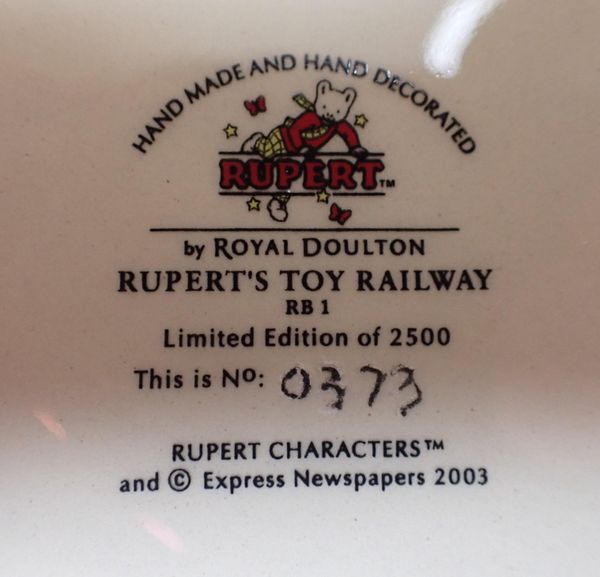 HAND MADE AND HAND DECORATED
RUPERT™
by ROYAL DOULTON
RUPERT'S TOY RAILWAY
RB 1
Limited Edition of 2500
This is Nº: 0373
RUPERT CHARACTERS™
and © Express Newspapers 2003